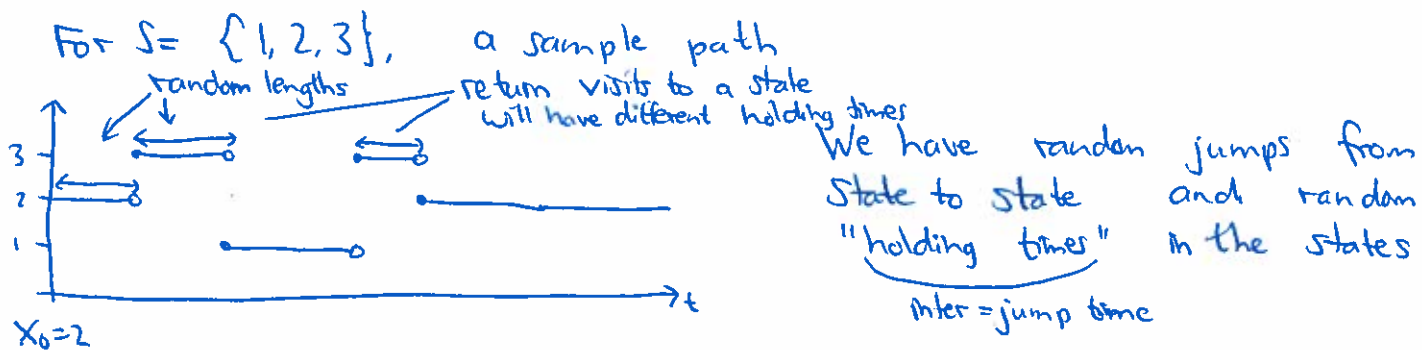 For S = {1, 2, 3}, a sample path
random lengths
return visits to a state
will have different holding times
3
2
1
t
X₀=2
We have random jumps from
state to state and random
"holding times" in the states
inter-jump time